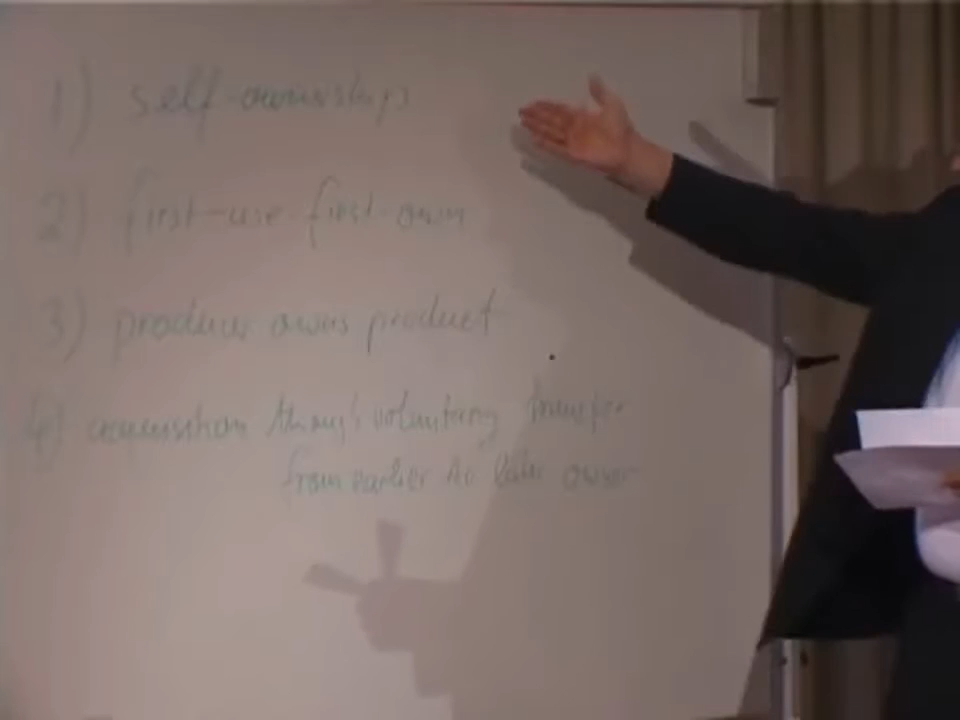 1) self-ownership
2) first-use-first-own
3) producer owns product
4) acquisition through voluntary transfer
from earlier to later owner